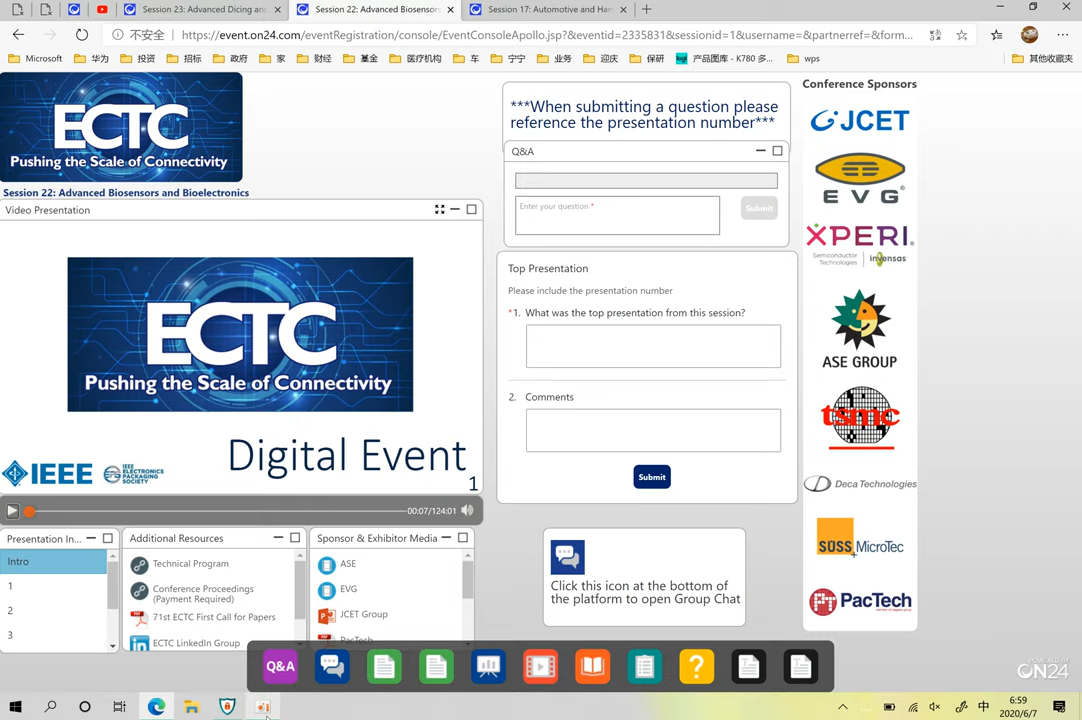 Session 23: Advanced Dicing an
Session 22: Advanced Biosensors
Session 17: Automotive and Har
不安全
https://event.on24.com/eventRegistration/console/EventConsoleApollo.jsp?&eventid=2335831&sessionid=1&username=&partnerref=&form...
Microsoft 华为 投资 招标 政府 家 财经 基金 医疗机构 车 宁宁 业务 迎庆 保研 logi 产品图库 - K780 多... wps 其他收藏夹
ECTC
Pushing the Scale of Connectivity
Session 22: Advanced Biosensors and Bioelectronics
Video Presentation
ECTC
Pushing the Scale of Connectivity
Digital Event
IEEE
IEEE
ELECTRONICS
PACKAGING
SOCIETY
1
00:07/124:01
***When submitting a question please
reference the presentation number***
Q&A
Enter your question *
Submit
Top Presentation
Please include the presentation number
*1. What was the top presentation from this session?
2. Comments
Submit
Click this icon at the bottom of
the platform to open Group Chat
Conference Sponsors
JCET
EVG
XPERI.
Semiconductor
Technologies
invensas
ASE GROUP
tsmc
Deca Technologies
SÜSS MicroTec
PacTech
Presentation In...
Intro
1
2
3
Additional Resources
Technical Program
Conference Proceedings
(Payment Required)
71st ECTC First Call for Papers
ECTC LinkedIn Group
Sponsor & Exhibitor Media
ASE
EVG
JCET Group
PacTech
Q&A
POWERED BY
ON24
中
6:59
2020/6/7